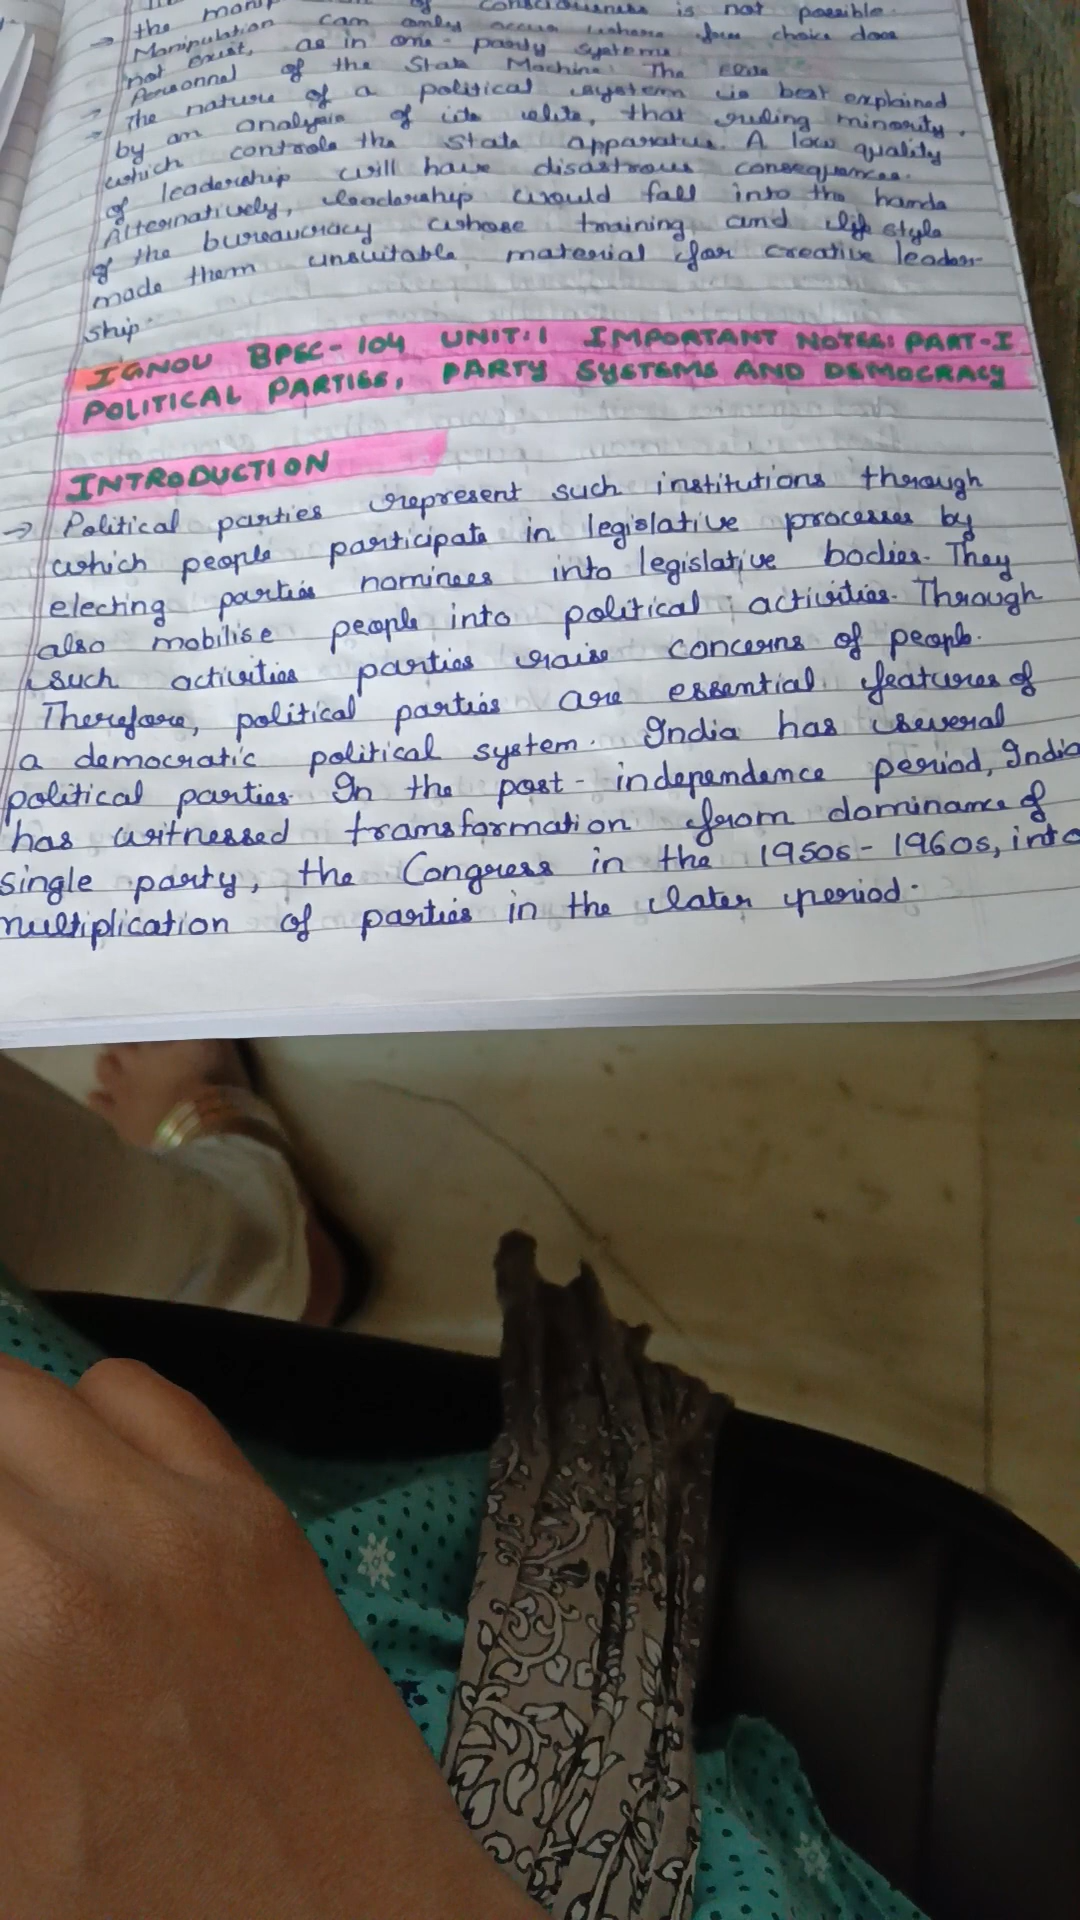 of consciousness is not possible.
→ the
Manipulation can only occur where free choice does
not exist, as in one-party systems.
→ Personnel of the State Machine: The
→ The nature of a political system is best explained
by an analysis of its elite, that ruling minority,
which controls the state apparatus. A low quality
of leadership will have disastrous consequences.
Alternatively, leadership would fall into the hands
of the bureaucracy whose training and life style
made them unsuitable material for creative leader-
ship.
IGNOU BPSC-104 UNIT:1 IMPORTANT NOTES: PART-I
POLITICAL PARTIES, PARTY SYSTEMS AND DEMOCRACY
INTRODUCTION
→ Political parties represent such institutions through
which people participate in legislative processes by
electing parties nominees into legislative bodies. They
also mobilise people into political activities. Through
such activities parties raise concerns of people.
Therefore, political parties are essential features of
a democratic political system. India has several
political parties. In the post-independence period, India
has witnessed transformation from dominance of
single party, the Congress in the 1950s-1960s, into
multiplication of parties in the later period.